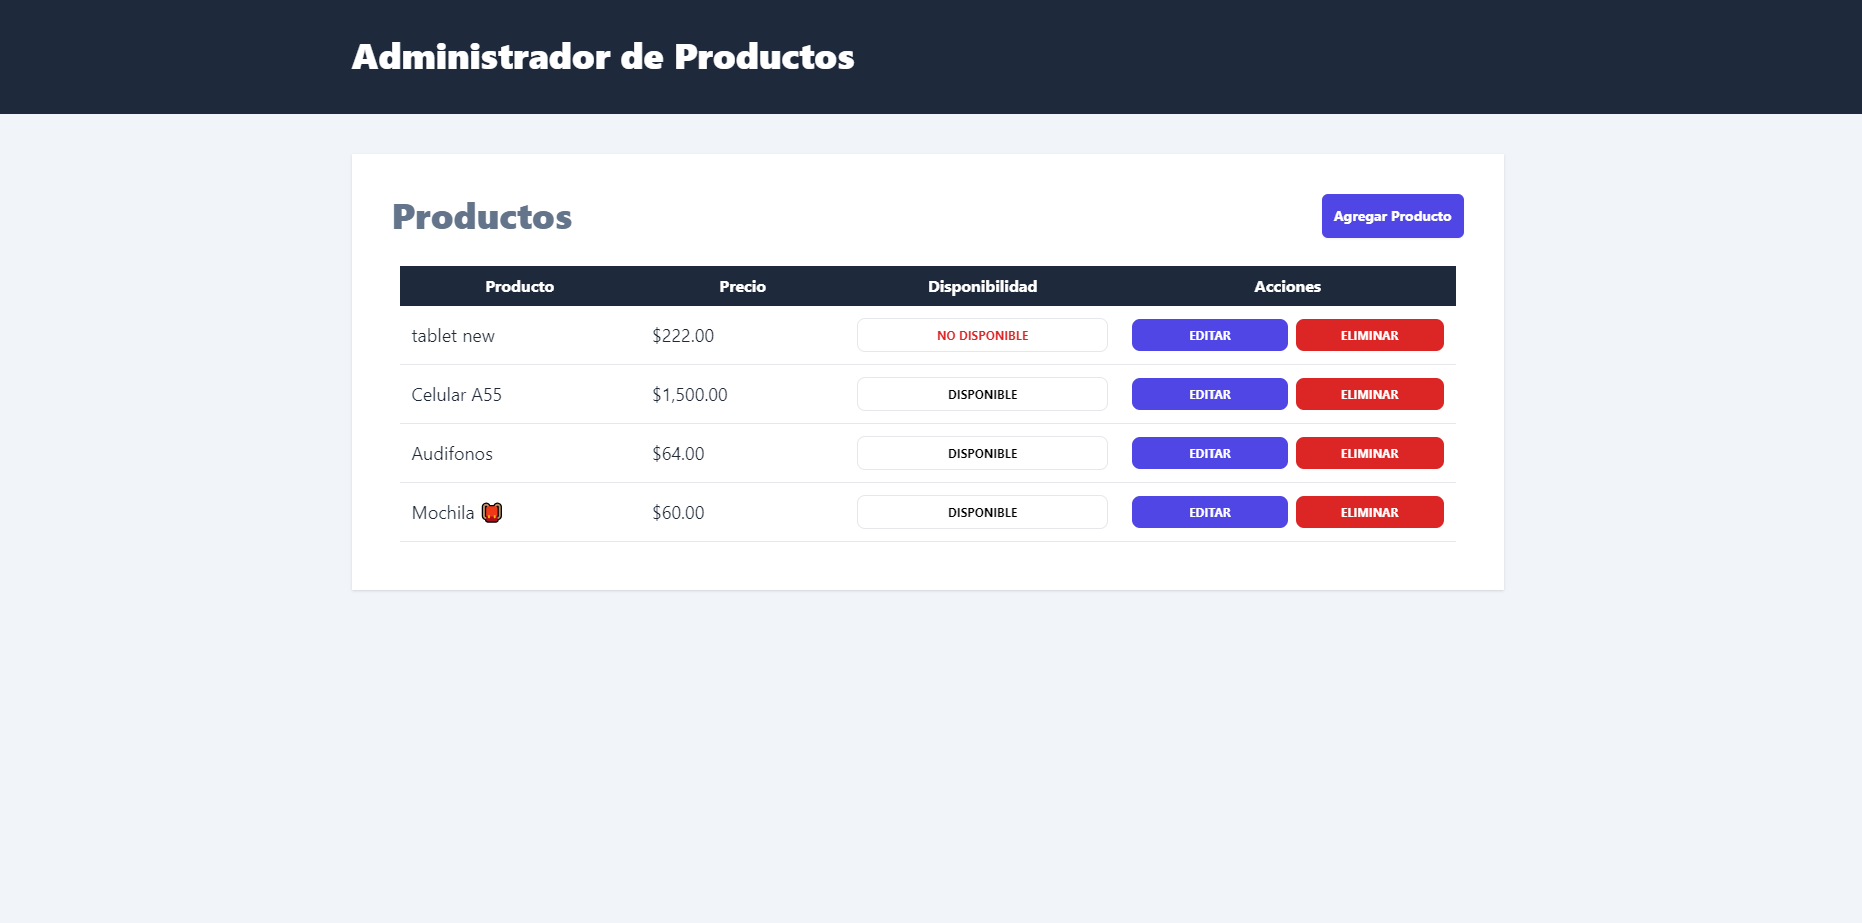 Administrador de Productos
Productos
Agregar Producto
Producto Precio Disponibilidad Acciones
tablet new $222.00 NO DISPONIBLE EDITAR ELIMINAR
Celular A55 $1,500.00 DISPONIBLE EDITAR ELIMINAR
Audifonos $64.00 DISPONIBLE EDITAR ELIMINAR
Mochila 🎒 $60.00 DISPONIBLE EDITAR ELIMINAR